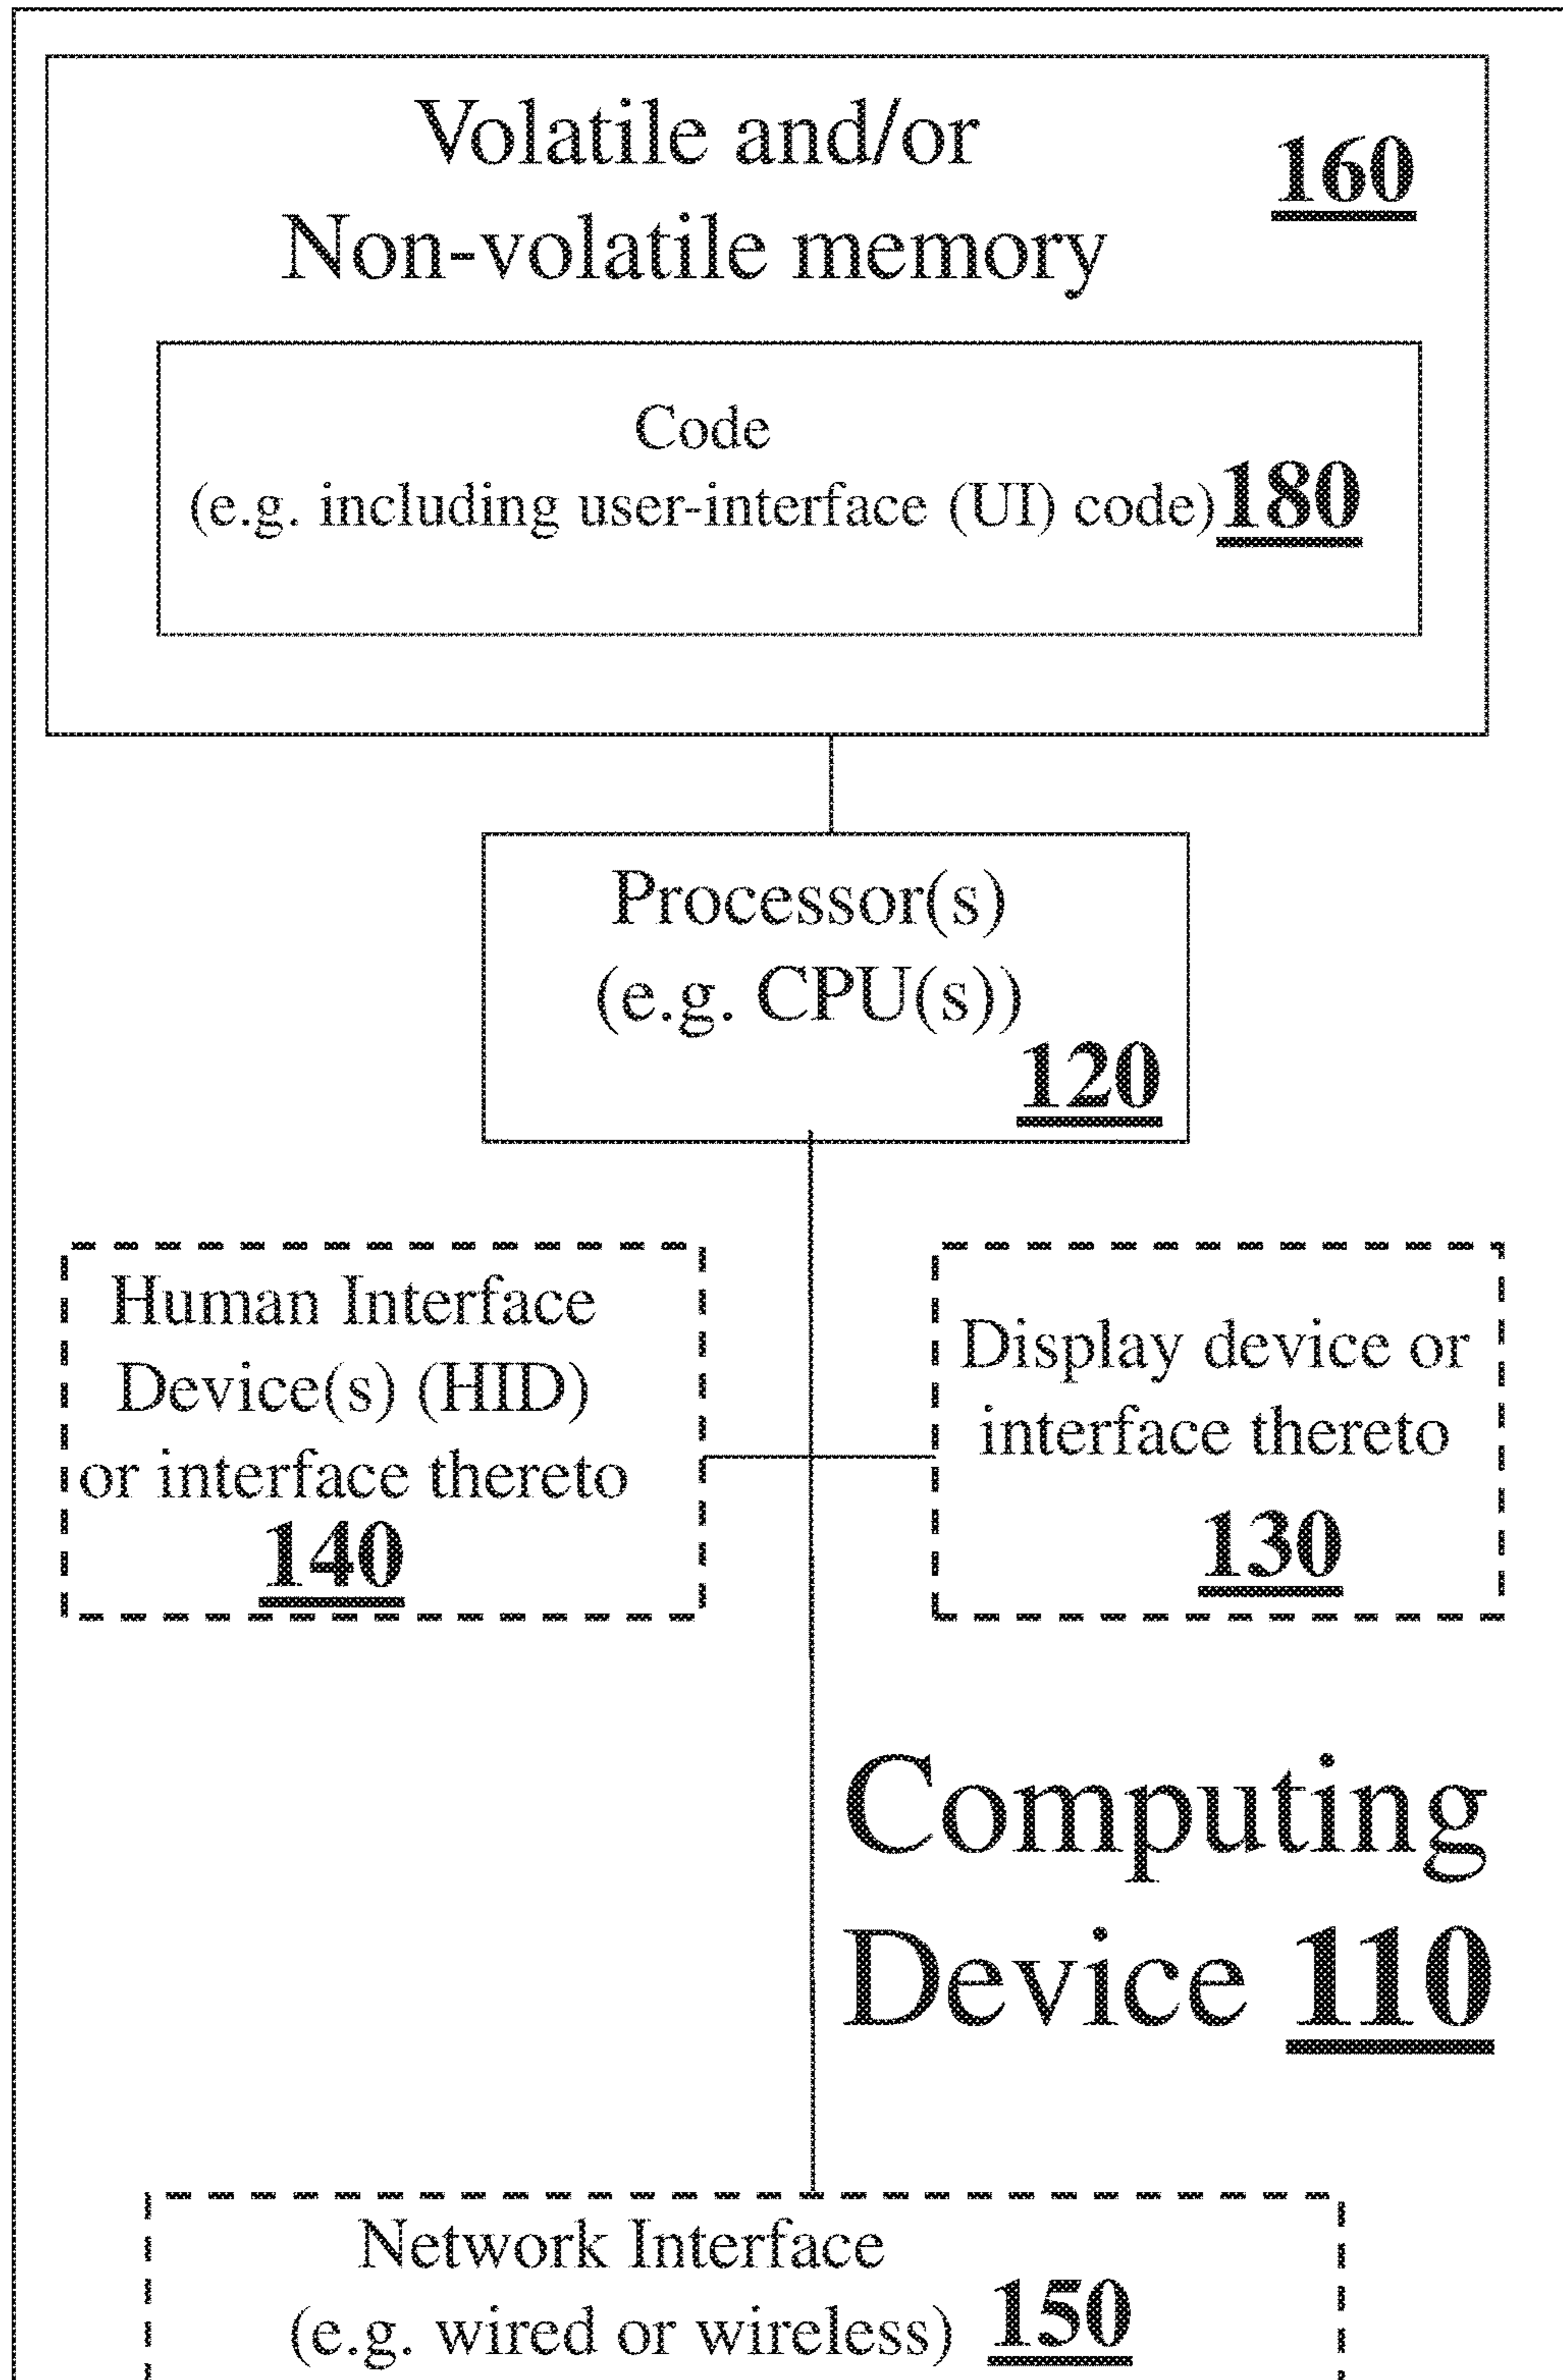 Volatile and/or
Non-volatile memory
160
Code
(e.g. including user-interface (UI) code) 180
Processor(s)
(e.g. CPU(s))
120
Human Interface
Device(s) (HID)
or interface thereto
140
Display device or
interface thereto
130
Computing
Device 110
Network Interface
(e.g. wired or wireless) 150